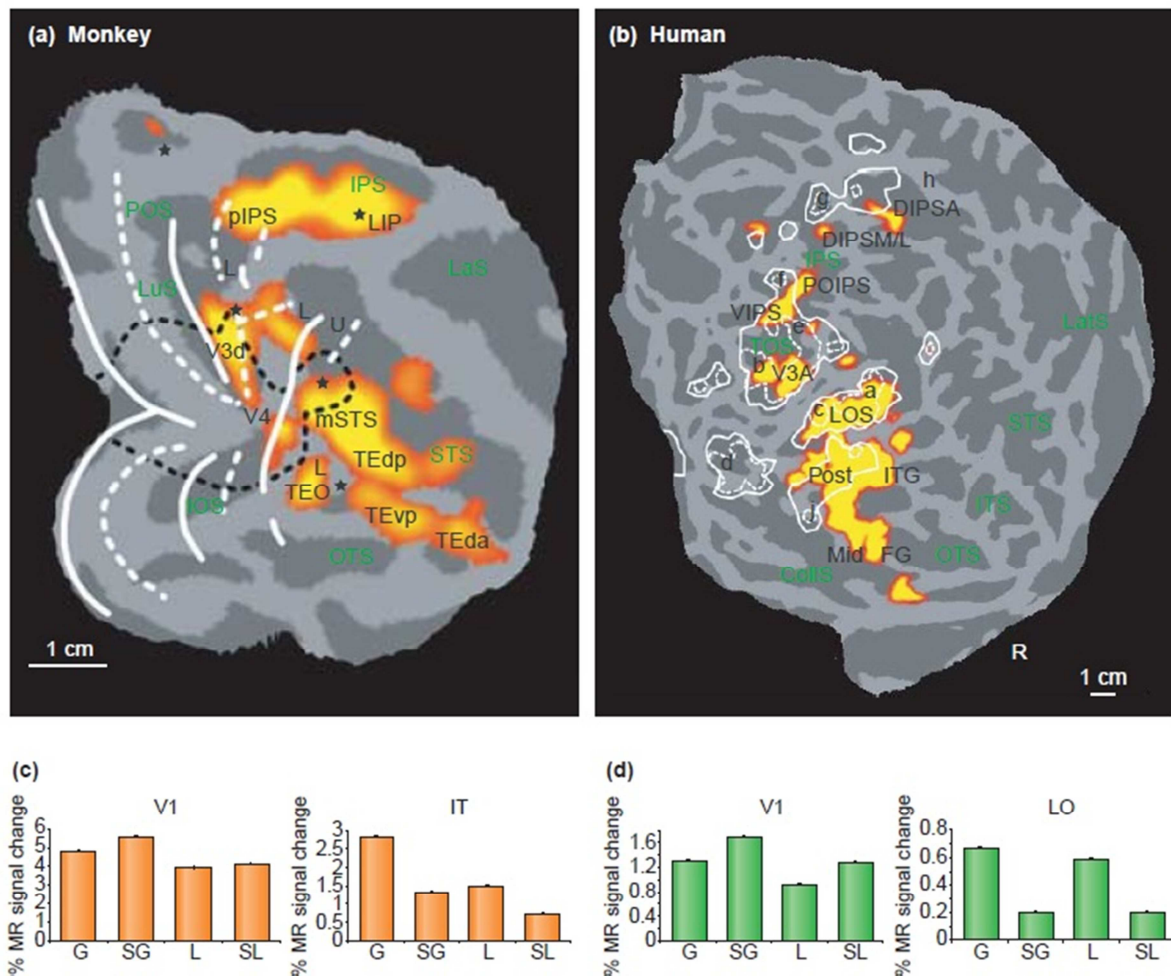 (a) Monkey
IPS
pIPS
LIP
POS
LaS
L
LuS
L
U
V3d
V4
mSTS
STS
L
TEdp
TEO
IOS
TEvp
TEda
OTS
1 cm
(b) Human
h
g
DIPSA
DIPSM/L
IPS
f
POIPS
VIPS
e
TOS
LatS
b
V3A
a
c
LOS
STS
d
Post
ITG
ITS
Mid
FG
OTS
CollS
R
1 cm
(c)
V1
% MR signal change
6
5
4
3
2
1
0
G SG L SL
IT
% MR signal change
3
2.5
2
1.5
1
0.5
0
G SG L SL
(d)
V1
% MR signal change
1.6
1.2
0.8
0.4
0
G SG L SL
LO
% MR signal change
0.8
0.6
0.4
0.2
0
G SG L SL